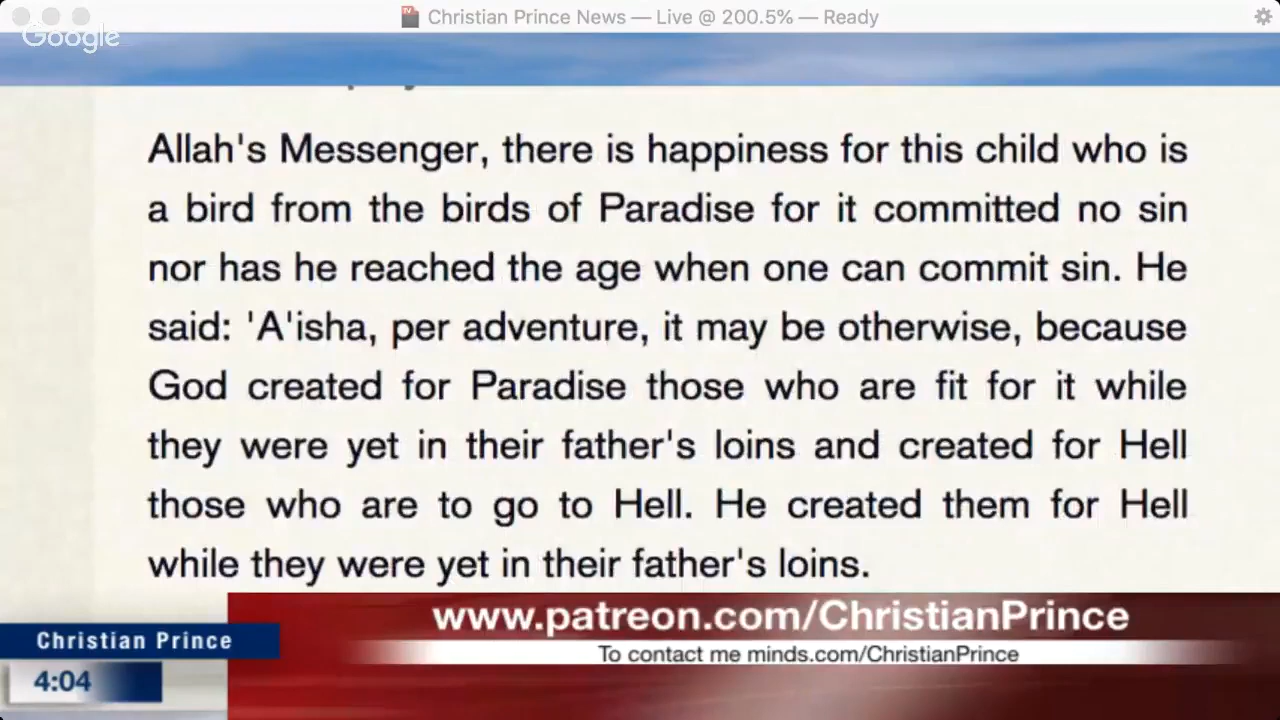 Christian Prince News — Live @ 200.5% — Ready
Google
Allah's Messenger, there is happiness for this child who is
a bird from the birds of Paradise for it committed no sin
nor has he reached the age when one can commit sin. He
said: 'A'isha, per adventure, it may be otherwise, because
God created for Paradise those who are fit for it while
they were yet in their father's loins and created for Hell
those who are to go to Hell. He created them for Hell
while they were yet in their father's loins.
www.patreon.com/ChristianPrince
Christian Prince
To contact me minds.com/ChristianPrince
4:04